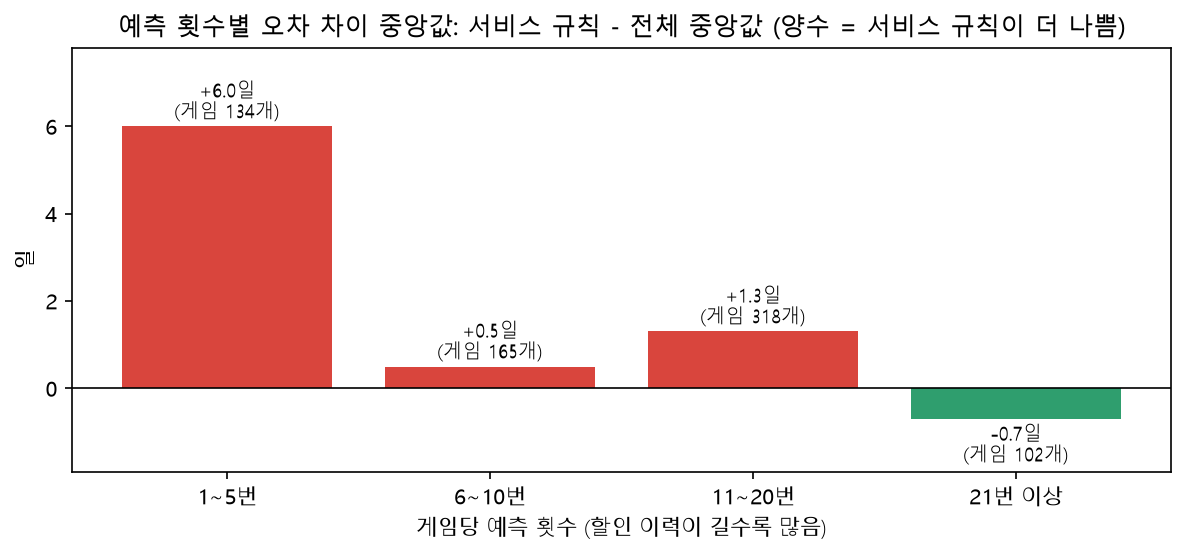 예측 횟수별 오차 차이 중앙값: 서비스 규칙 - 전체 중앙값 (양수 = 서비스 규칙이 더 나쁨)
일
6
4
2
0
+6.0일
(게임 134개)
+0.5일
(게임 165개)
+1.3일
(게임 318개)
-0.7일
(게임 102개)
1~5번
6~10번
11~20번
21번 이상
게임당 예측 횟수 (할인 이력이 길수록 많음)